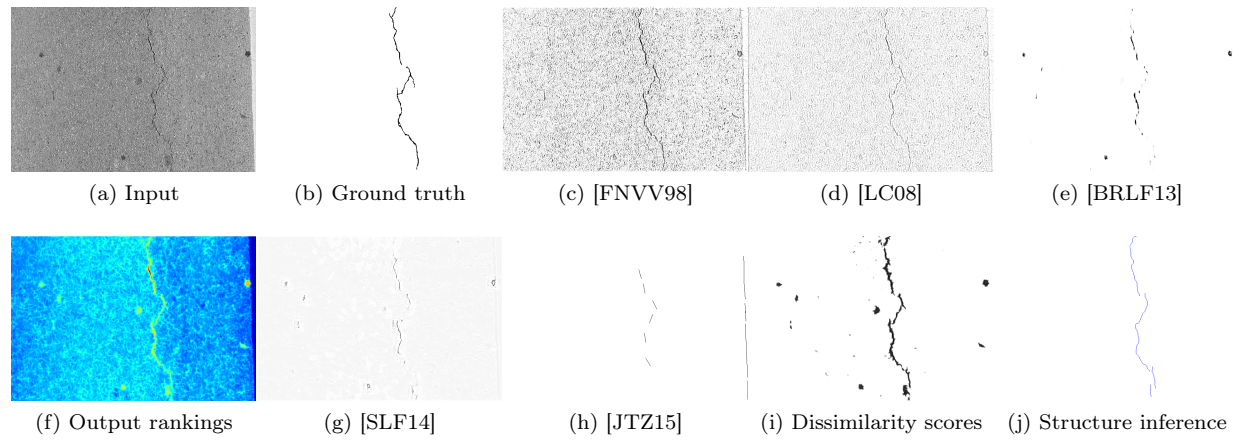 (a) Input
(b) Ground truth
(c) [FNVV98]
(d) [LC08]
(e) [BRLF13]
(f) Output rankings
(g) [SLF14]
(h) [JTZ15]
(i) Dissimilarity scores
(j) Structure inference